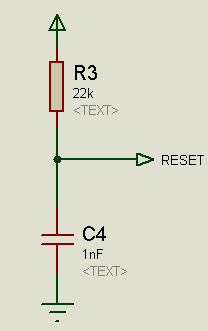 R3
22k
<TEXT>
RESET
C4
1nF
<TEXT>